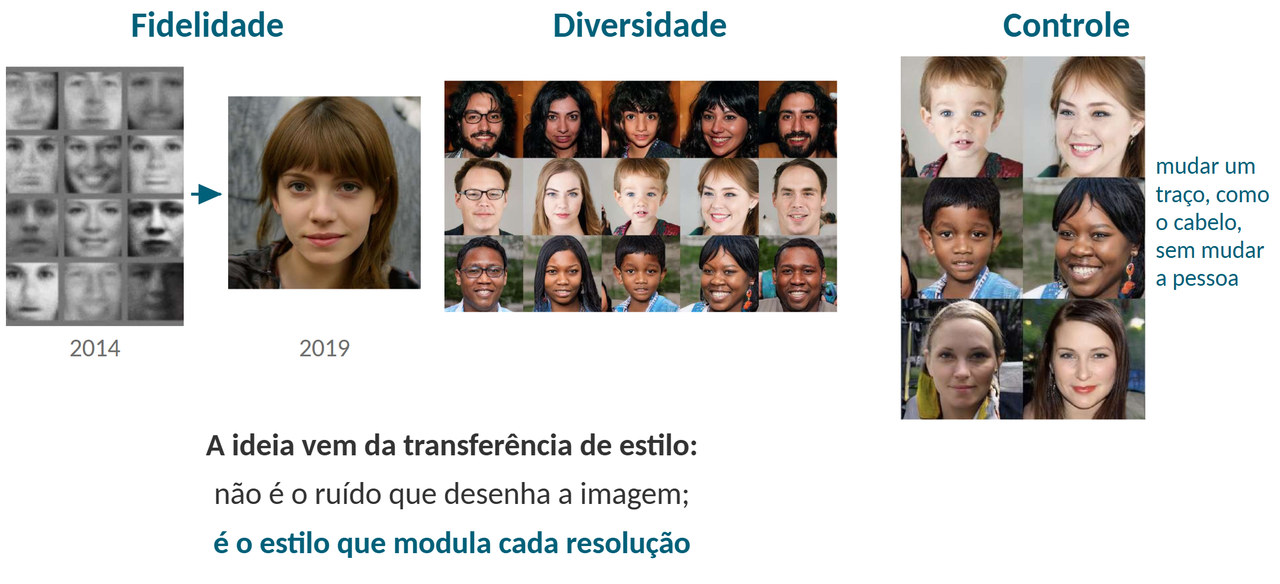 Fidelidade
Diversidade
Controle
mudar um
traço, como
o cabelo,
sem mudar
a pessoa
2014
2019
A ideia vem da transferência de estilo:
não é o ruído que desenha a imagem;
é o estilo que modula cada resolução